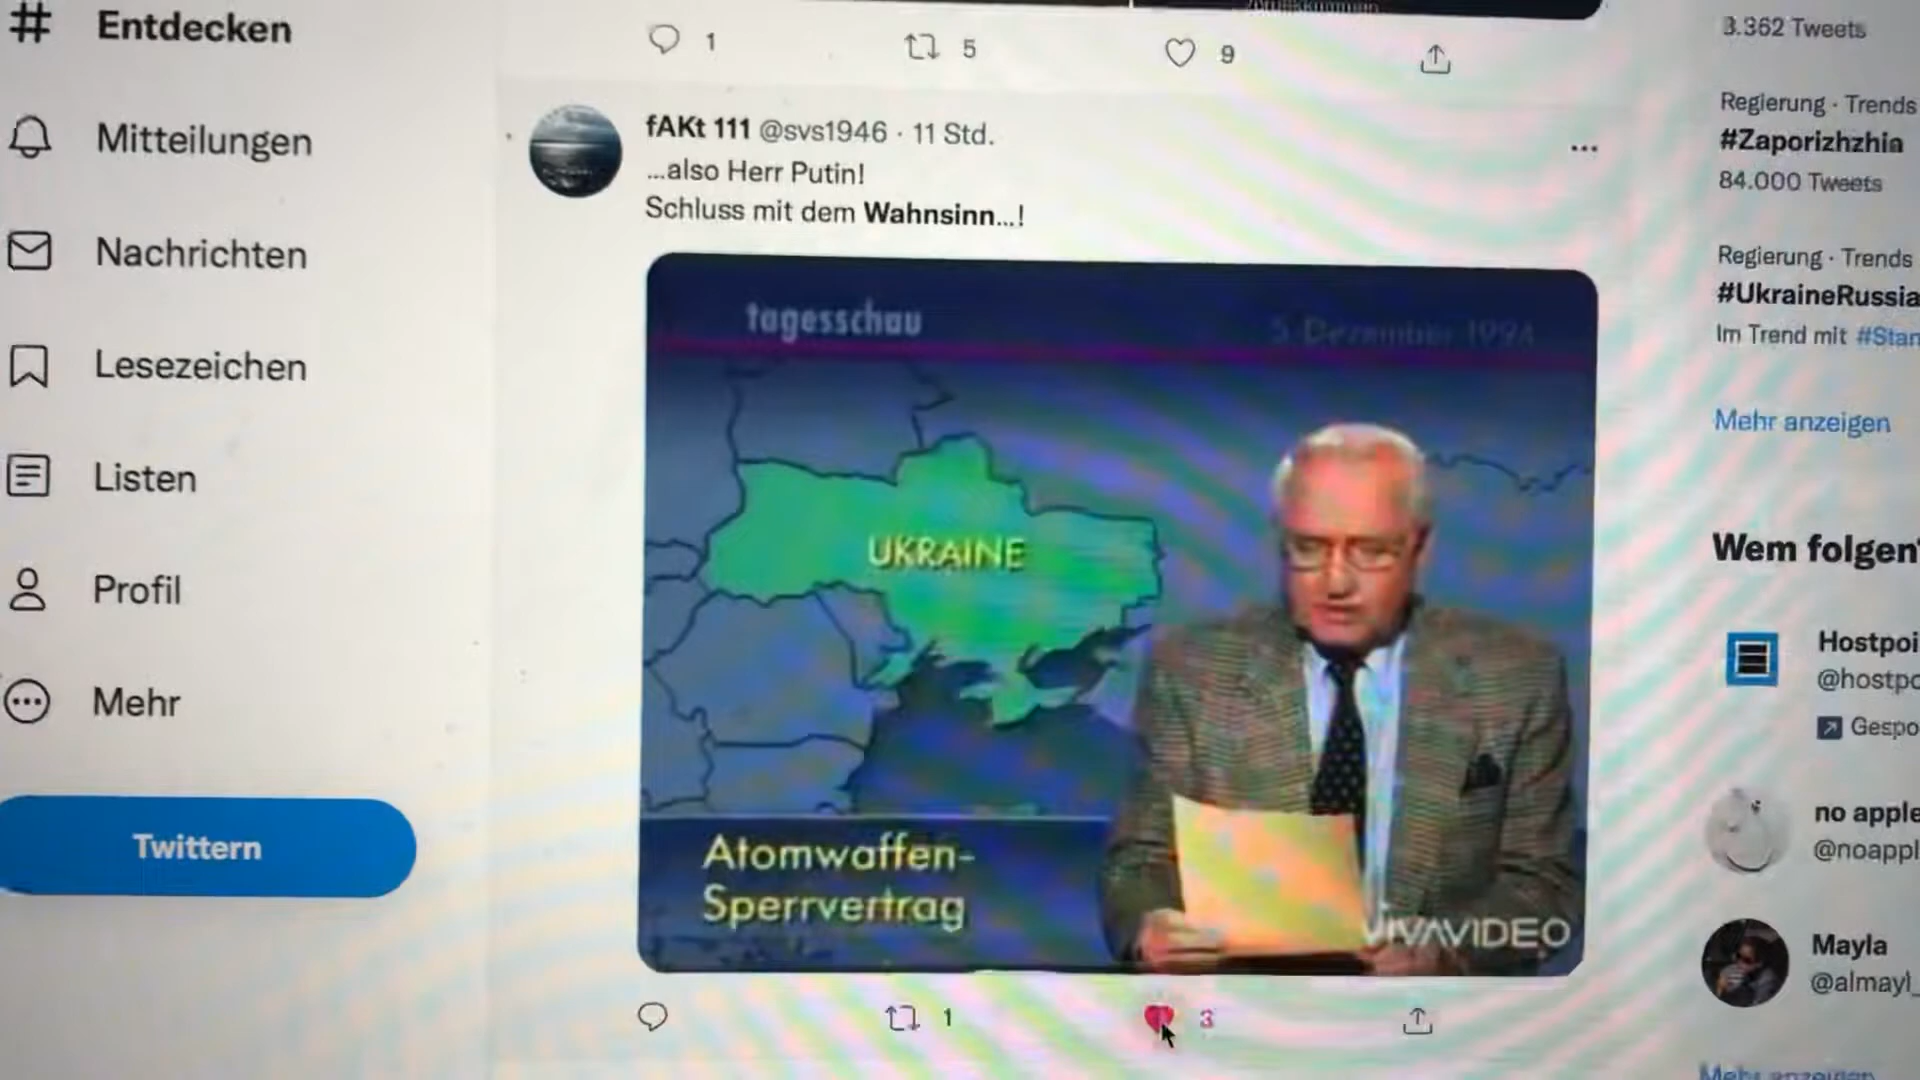 Entdecken
Mitteilungen
Nachrichten
Lesezeichen
Listen
Profil
Mehr
Twittern
1
5
9
fAKt 111 @svs1946 · 11 Std.
...also Herr Putin!
Schluss mit dem Wahnsinn...!
tagesschau
5. Dezember 1994
UKRAINE
Atomwaffen-
Sperrvertrag
VIVAVIDEO
1
3
3.362 Tweets
Regierung · Trends
#Zaporizhzhia
84.000 Tweets
Regierung · Trends
#UkraineRussia
Im Trend mit #Stan
Mehr anzeigen
Wem folgen?
Hostpoi
@hostpo
Gespo
no apple
@noappl
Mayla
@almayl_
Mehr anzeigen